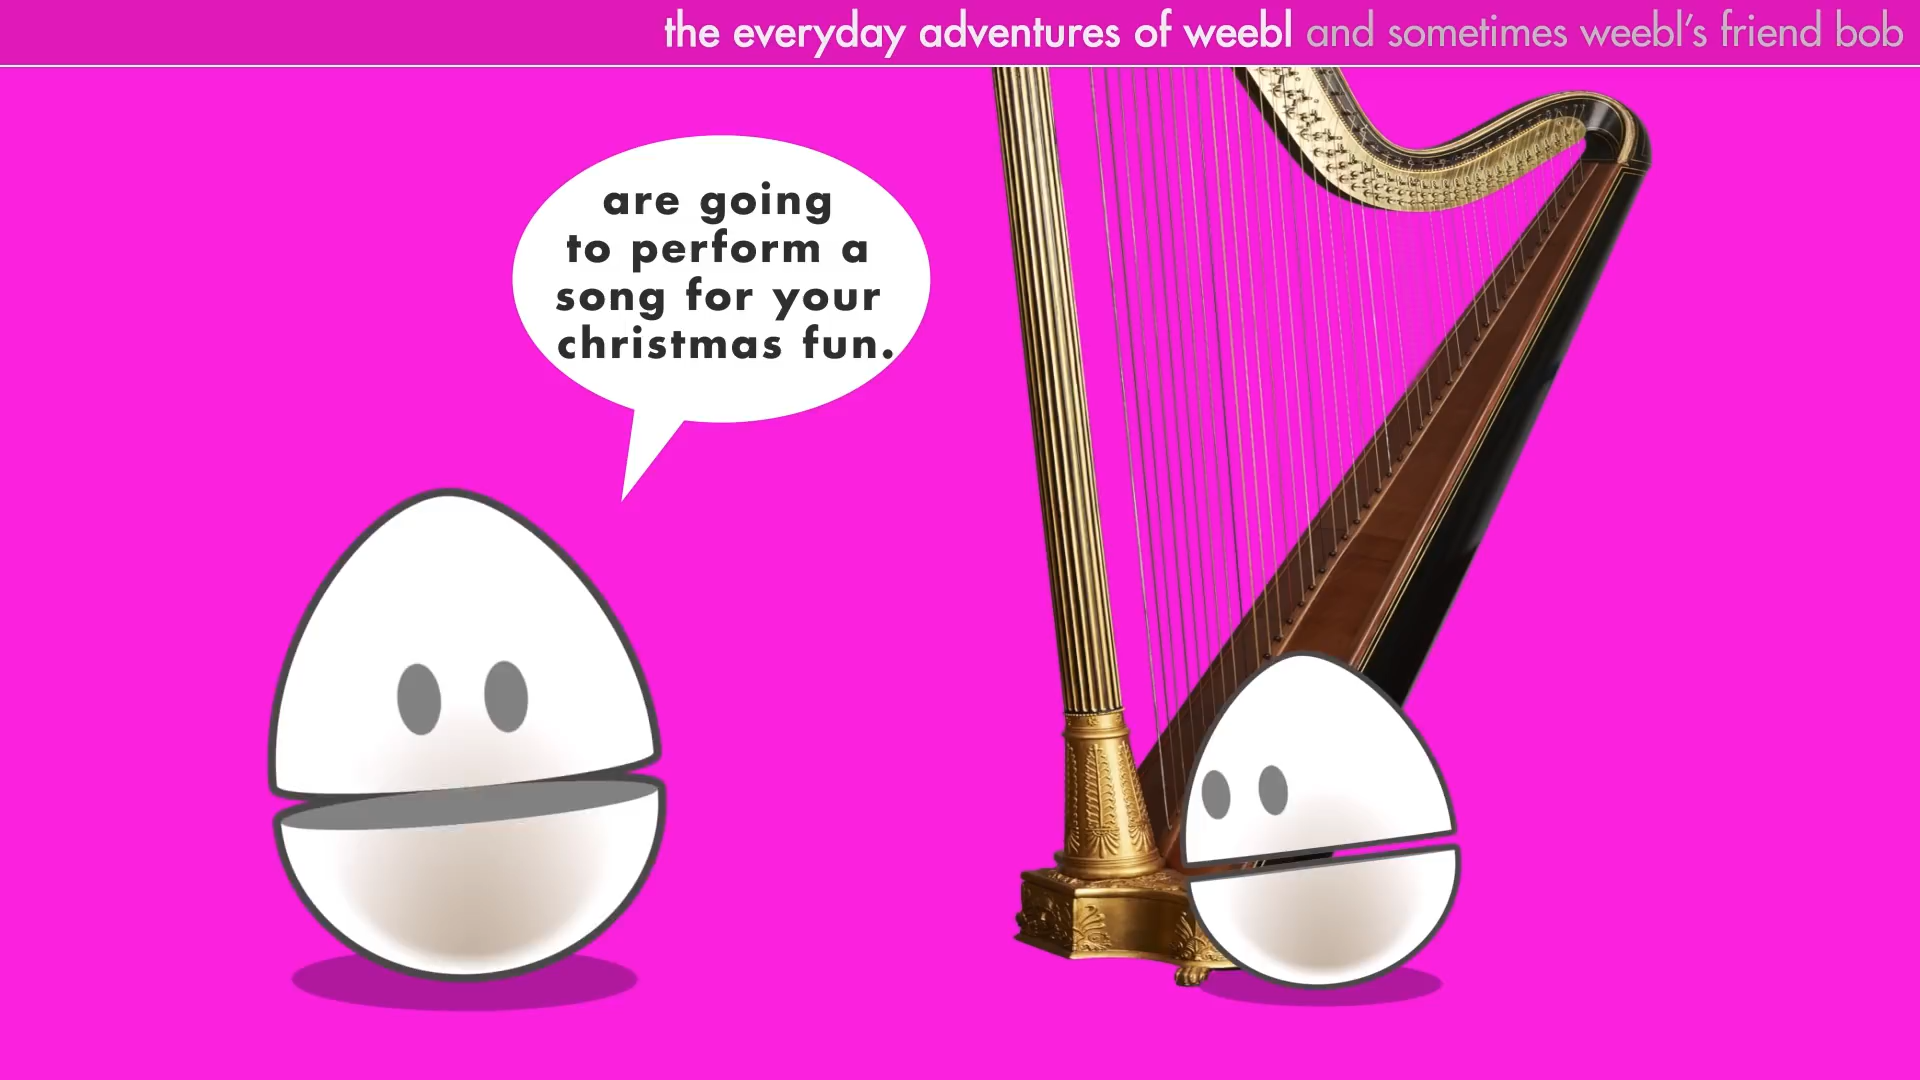 the everyday adventures of weebl and sometimes weebl's friend bob
are going
to perform a
song for your
christmas fun.